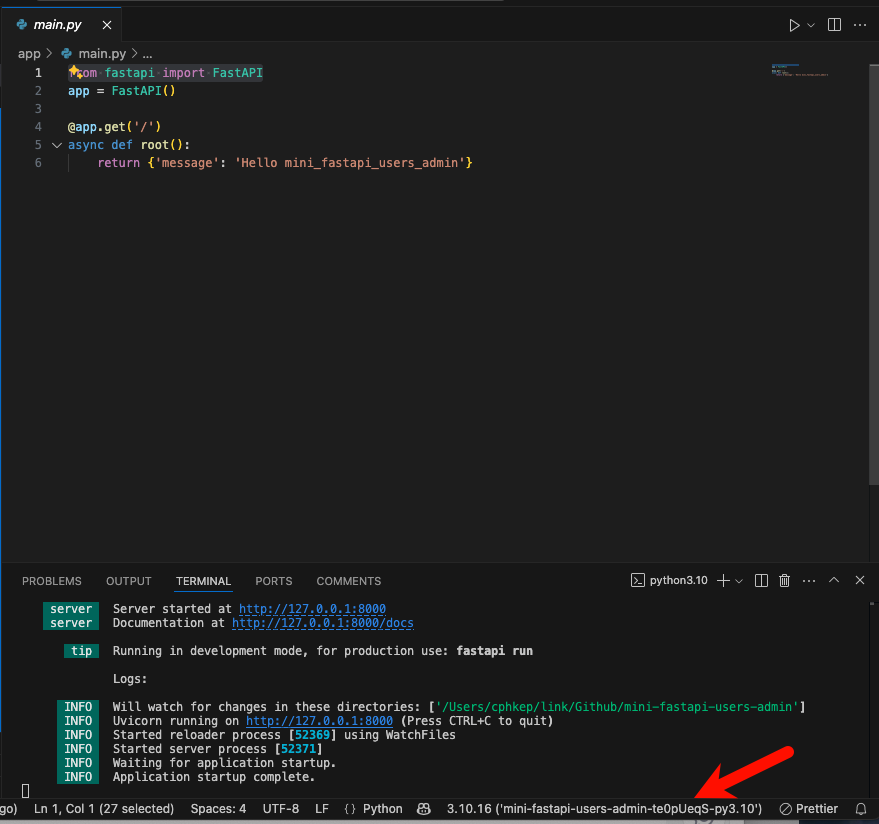 main.py
app > main.py > ...
1 from fastapi import FastAPI
2 app = FastAPI()
3
4 @app.get('/')
5 async def root():
6 return {'message': 'Hello mini_fastapi_users_admin'}
PROBLEMS OUTPUT TERMINAL PORTS COMMENTS python3.10
server Server started at http://127.0.0.1:8000
server Documentation at http://127.0.0.1:8000/docs
tip Running in development mode, for production use: fastapi run
Logs:
INFO Will watch for changes in these directories: ['/Users/cphkep/link/Github/mini-fastapi-users-admin']
INFO Uvicorn running on http://127.0.0.1:8000 (Press CTRL+C to quit)
INFO Started reloader process [52369] using WatchFiles
INFO Started server process [52371]
INFO Waiting for application startup.
INFO Application startup complete.
go) Ln 1, Col 1 (27 selected) Spaces: 4 UTF-8 LF {} Python 3.10.16 ('mini-fastapi-users-admin-te0pUeqS-py3.10') Prettier